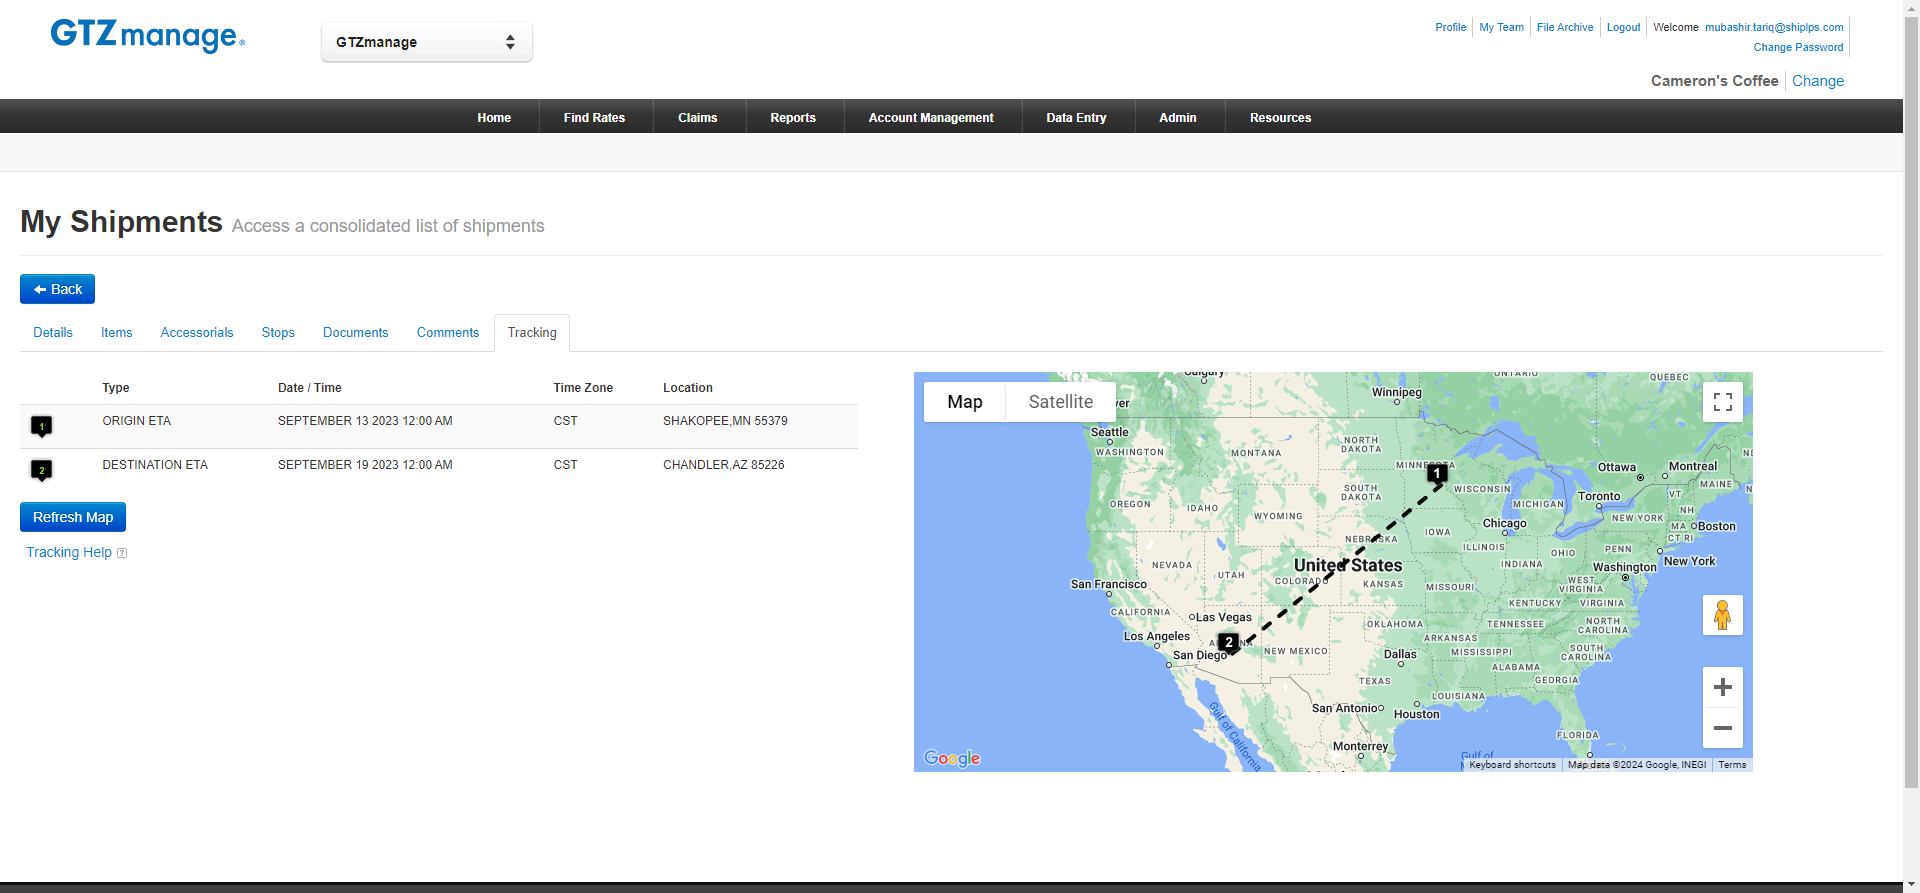 GTZmanage®
GTZmanage
Profile
My Team
File Archive
Logout
Welcome mubashir.tariq@shiplps.com
Change Password
Cameron's Coffee
Change
Home
Find Rates
Claims
Reports
Account Management
Data Entry
Admin
Resources
My Shipments Access a consolidated list of shipments
Back
Details
Items
Accessorials
Stops
Documents
Comments
Tracking
Type Date / Time Time Zone Location
1 ORIGIN ETA SEPTEMBER 13 2023 12:00 AM CST SHAKOPEE,MN 55379
2 DESTINATION ETA SEPTEMBER 19 2023 12:00 AM CST CHANDLER,AZ 85226
Refresh Map
Tracking Help ?
Map
Satellite
Calgary
ONTARIO
QUEBEC
Winnipeg
Seattle
WASHINGTON
MONTANA
NORTH
DAKOTA
MINNESOTA
1
Ottawa
Montreal
MAINE
OREGON
IDAHO
SOUTH
DAKOTA
WISCONSIN
MICHIGAN
Toronto
VT
NH
WYOMING
NEW YORK
MA
Boston
Chicago
IOWA
NEBRASKA
CT RI
ILLINOIS
INDIANA
OHIO
PENN
New York
NEVADA
UTAH
United States
COLORADO
KANSAS
MISSOURI
Washington
WEST
VIRGINIA
San Francisco
CALIFORNIA
KENTUCKY
VIRGINIA
Las Vegas
OKLAHOMA
TENNESSEE
NORTH
CAROLINA
Los Angeles
ARIZONA
2
NEW MEXICO
ARKANSAS
MISSISSIPPI
SOUTH
CAROLINA
San Diego
Dallas
ALABAMA
TEXAS
GEORGIA
LOUISIANA
San Antonio
Houston
Gulf of California
FLORIDA
Monterrey
Gulf of
Google
Keyboard shortcuts
Map data ©2024 Google, INEGI
Terms